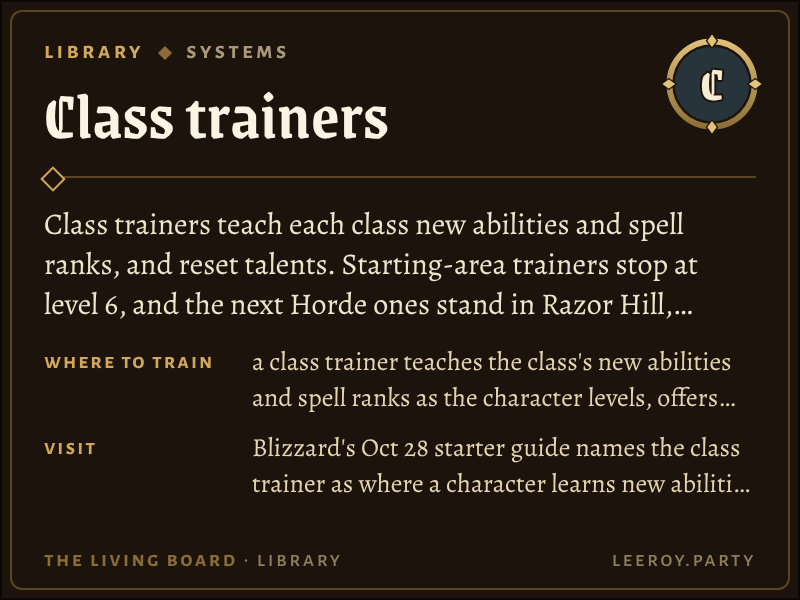 LIBRARY ◆ SYSTEMS
C
Class trainers
Class trainers teach each class new abilities and spell
ranks, and reset talents. Starting-area trainers stop at
level 6, and the next Horde ones stand in Razor Hill,...
WHERE TO TRAIN a class trainer teaches the class's new abilities
and spell ranks as the character levels, offers...
VISIT Blizzard's Oct 28 starter guide names the class
trainer as where a character learns new abiliti...
THE LIVING BOARD · LIBRARY LEEROY.PARTY